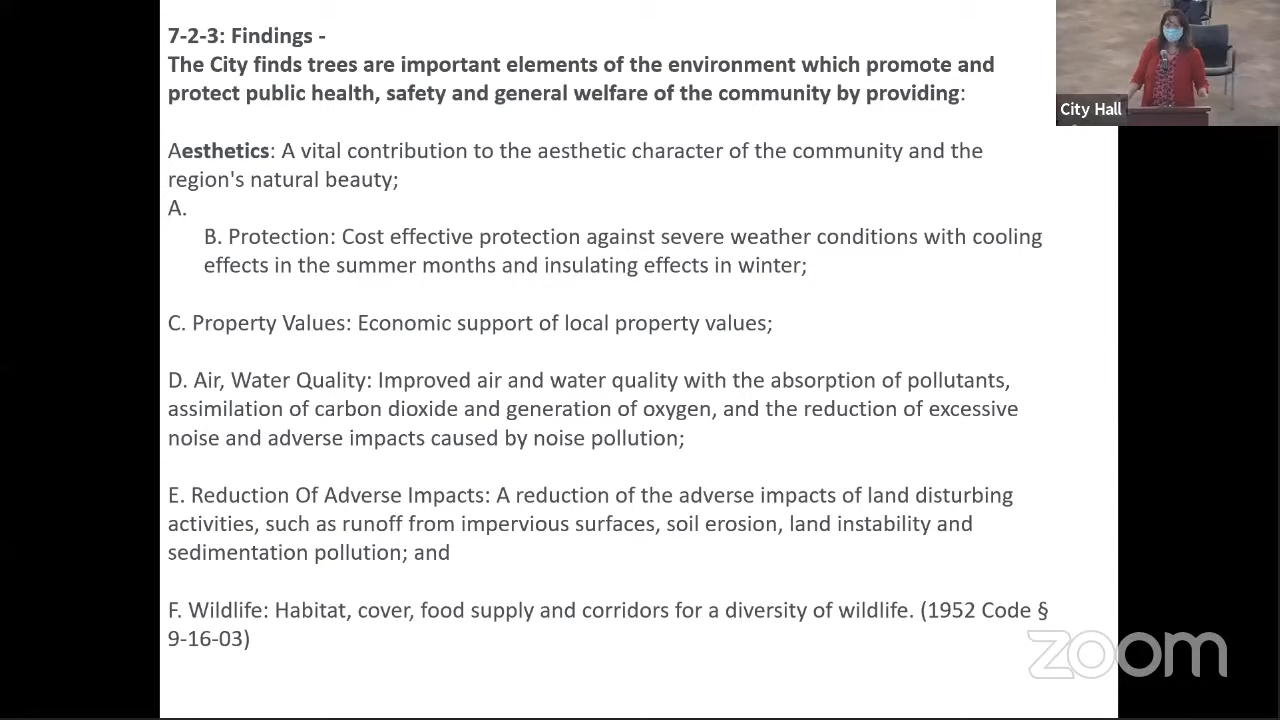 7-2-3: Findings -
The City finds trees are important elements of the environment which promote and
protect public health, safety and general welfare of the community by providing:
City Hall
Aesthetics: A vital contribution to the aesthetic character of the community and the
region's natural beauty;
A.
B. Protection: Cost effective protection against severe weather conditions with cooling
effects in the summer months and insulating effects in winter;
C. Property Values: Economic support of local property values;
D. Air, Water Quality: Improved air and water quality with the absorption of pollutants,
assimilation of carbon dioxide and generation of oxygen, and the reduction of excessive
noise and adverse impacts caused by noise pollution;
E. Reduction Of Adverse Impacts: A reduction of the adverse impacts of land disturbing
activities, such as runoff from impervious surfaces, soil erosion, land instability and
sedimentation pollution; and
F. Wildlife: Habitat, cover, food supply and corridors for a diversity of wildlife. (1952 Code §
9-16-03)
zoom